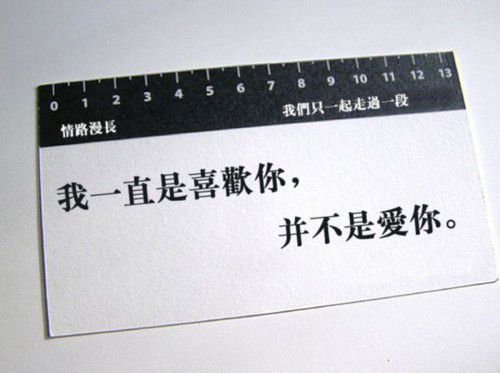 0 1 2 3 4 5 6 7 8 9 10 11 12 13
情路漫長
我們只一起走過一段
我一直是喜歡你，
并不是愛你。